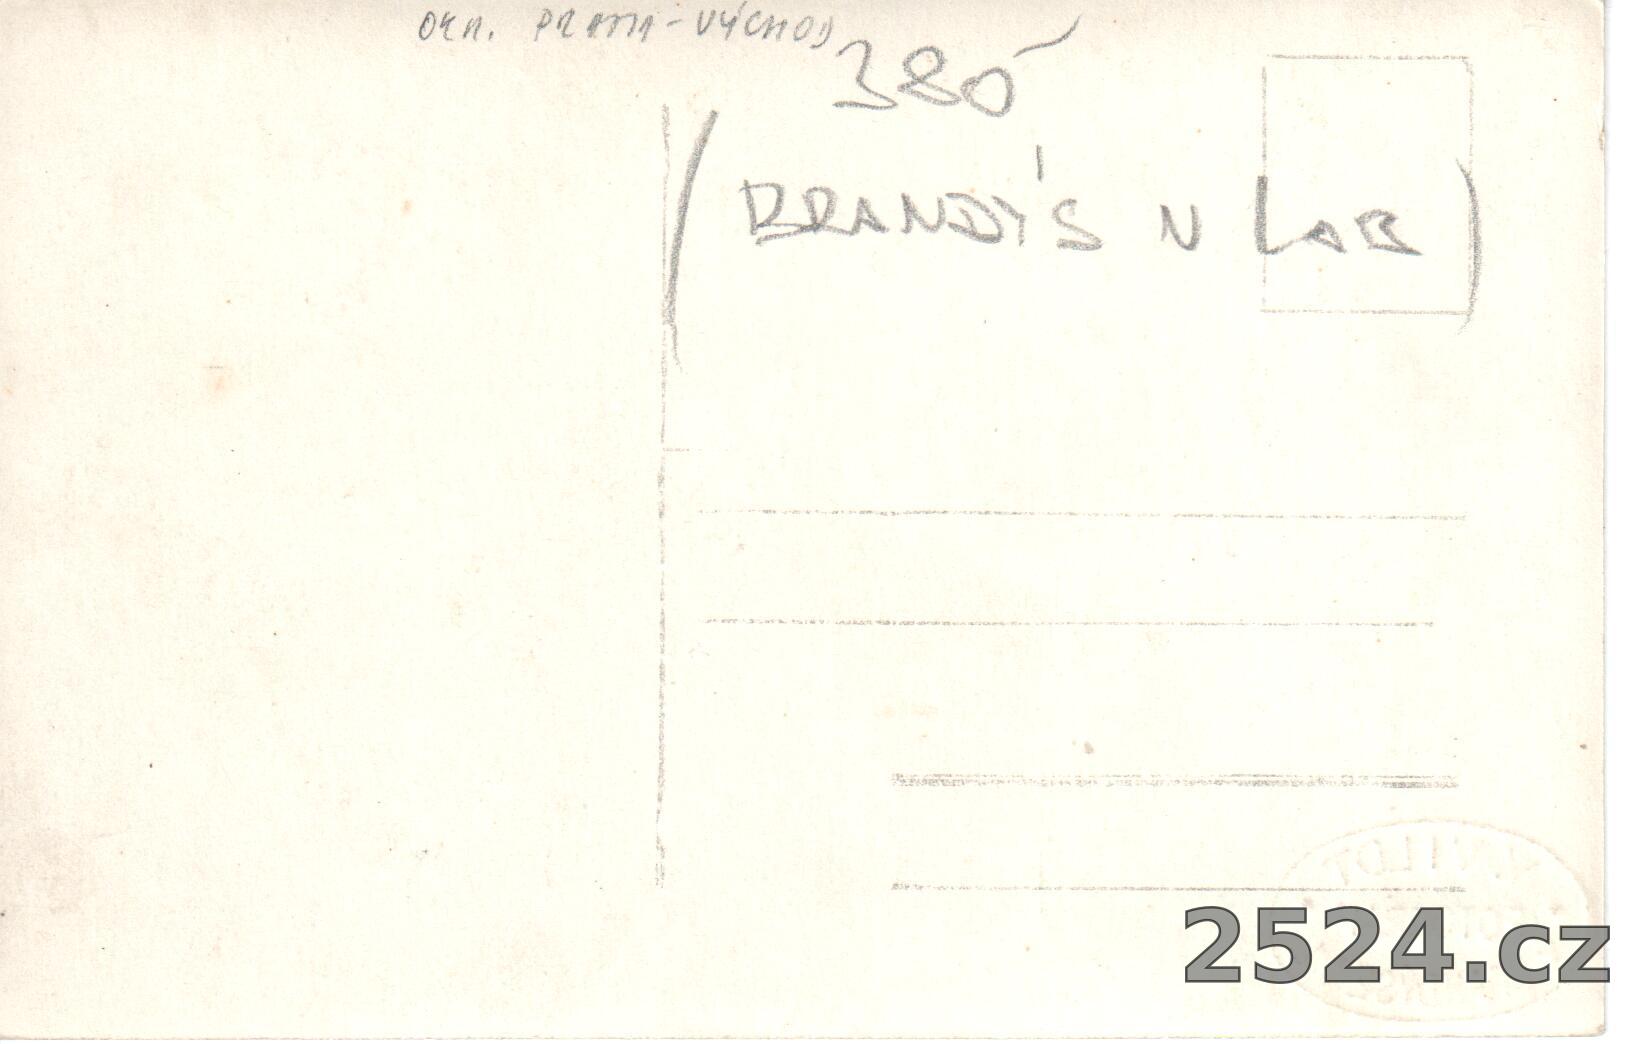 OKR. PRAHA-VÝCHOD
380
(BRANDÝS N LAB)
2524.cz